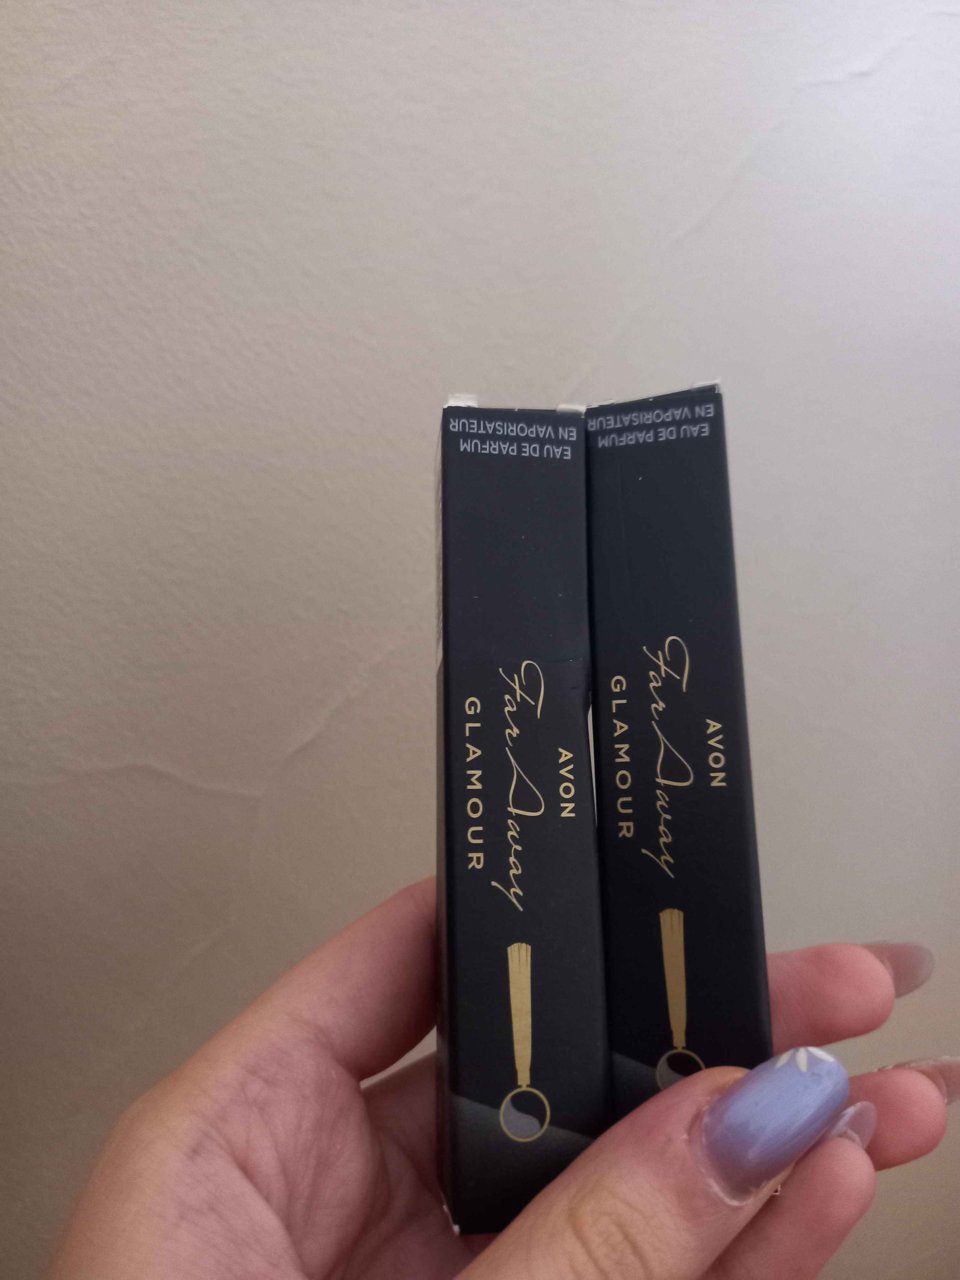 EAU DE PARFUM
EN VAPORISATEUR
AVON
Far Away
GLAMOUR
EAU DE PARFUM
EN VAPORISATEUR
AVON
Far Away
GLAMOUR